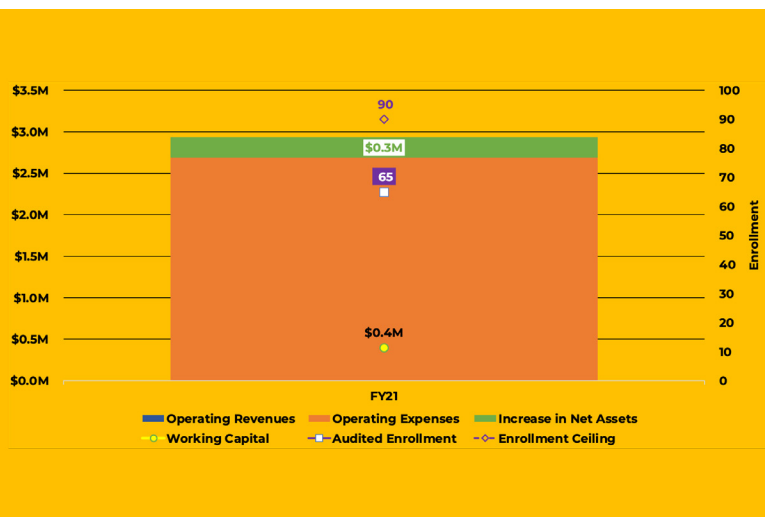 $3.5M
100
90
$3.0M
90
$0.3M
80
$2.5M
65
70
$2.0M
60
50
$1.5M
40
$1.0M
30
$0.4M
20
$0.5M
10
$0.0M
0
Enrollment
FY21
Operating Revenues Operating Expenses Increase in Net Assets
Working Capital Audited Enrollment Enrollment Ceiling